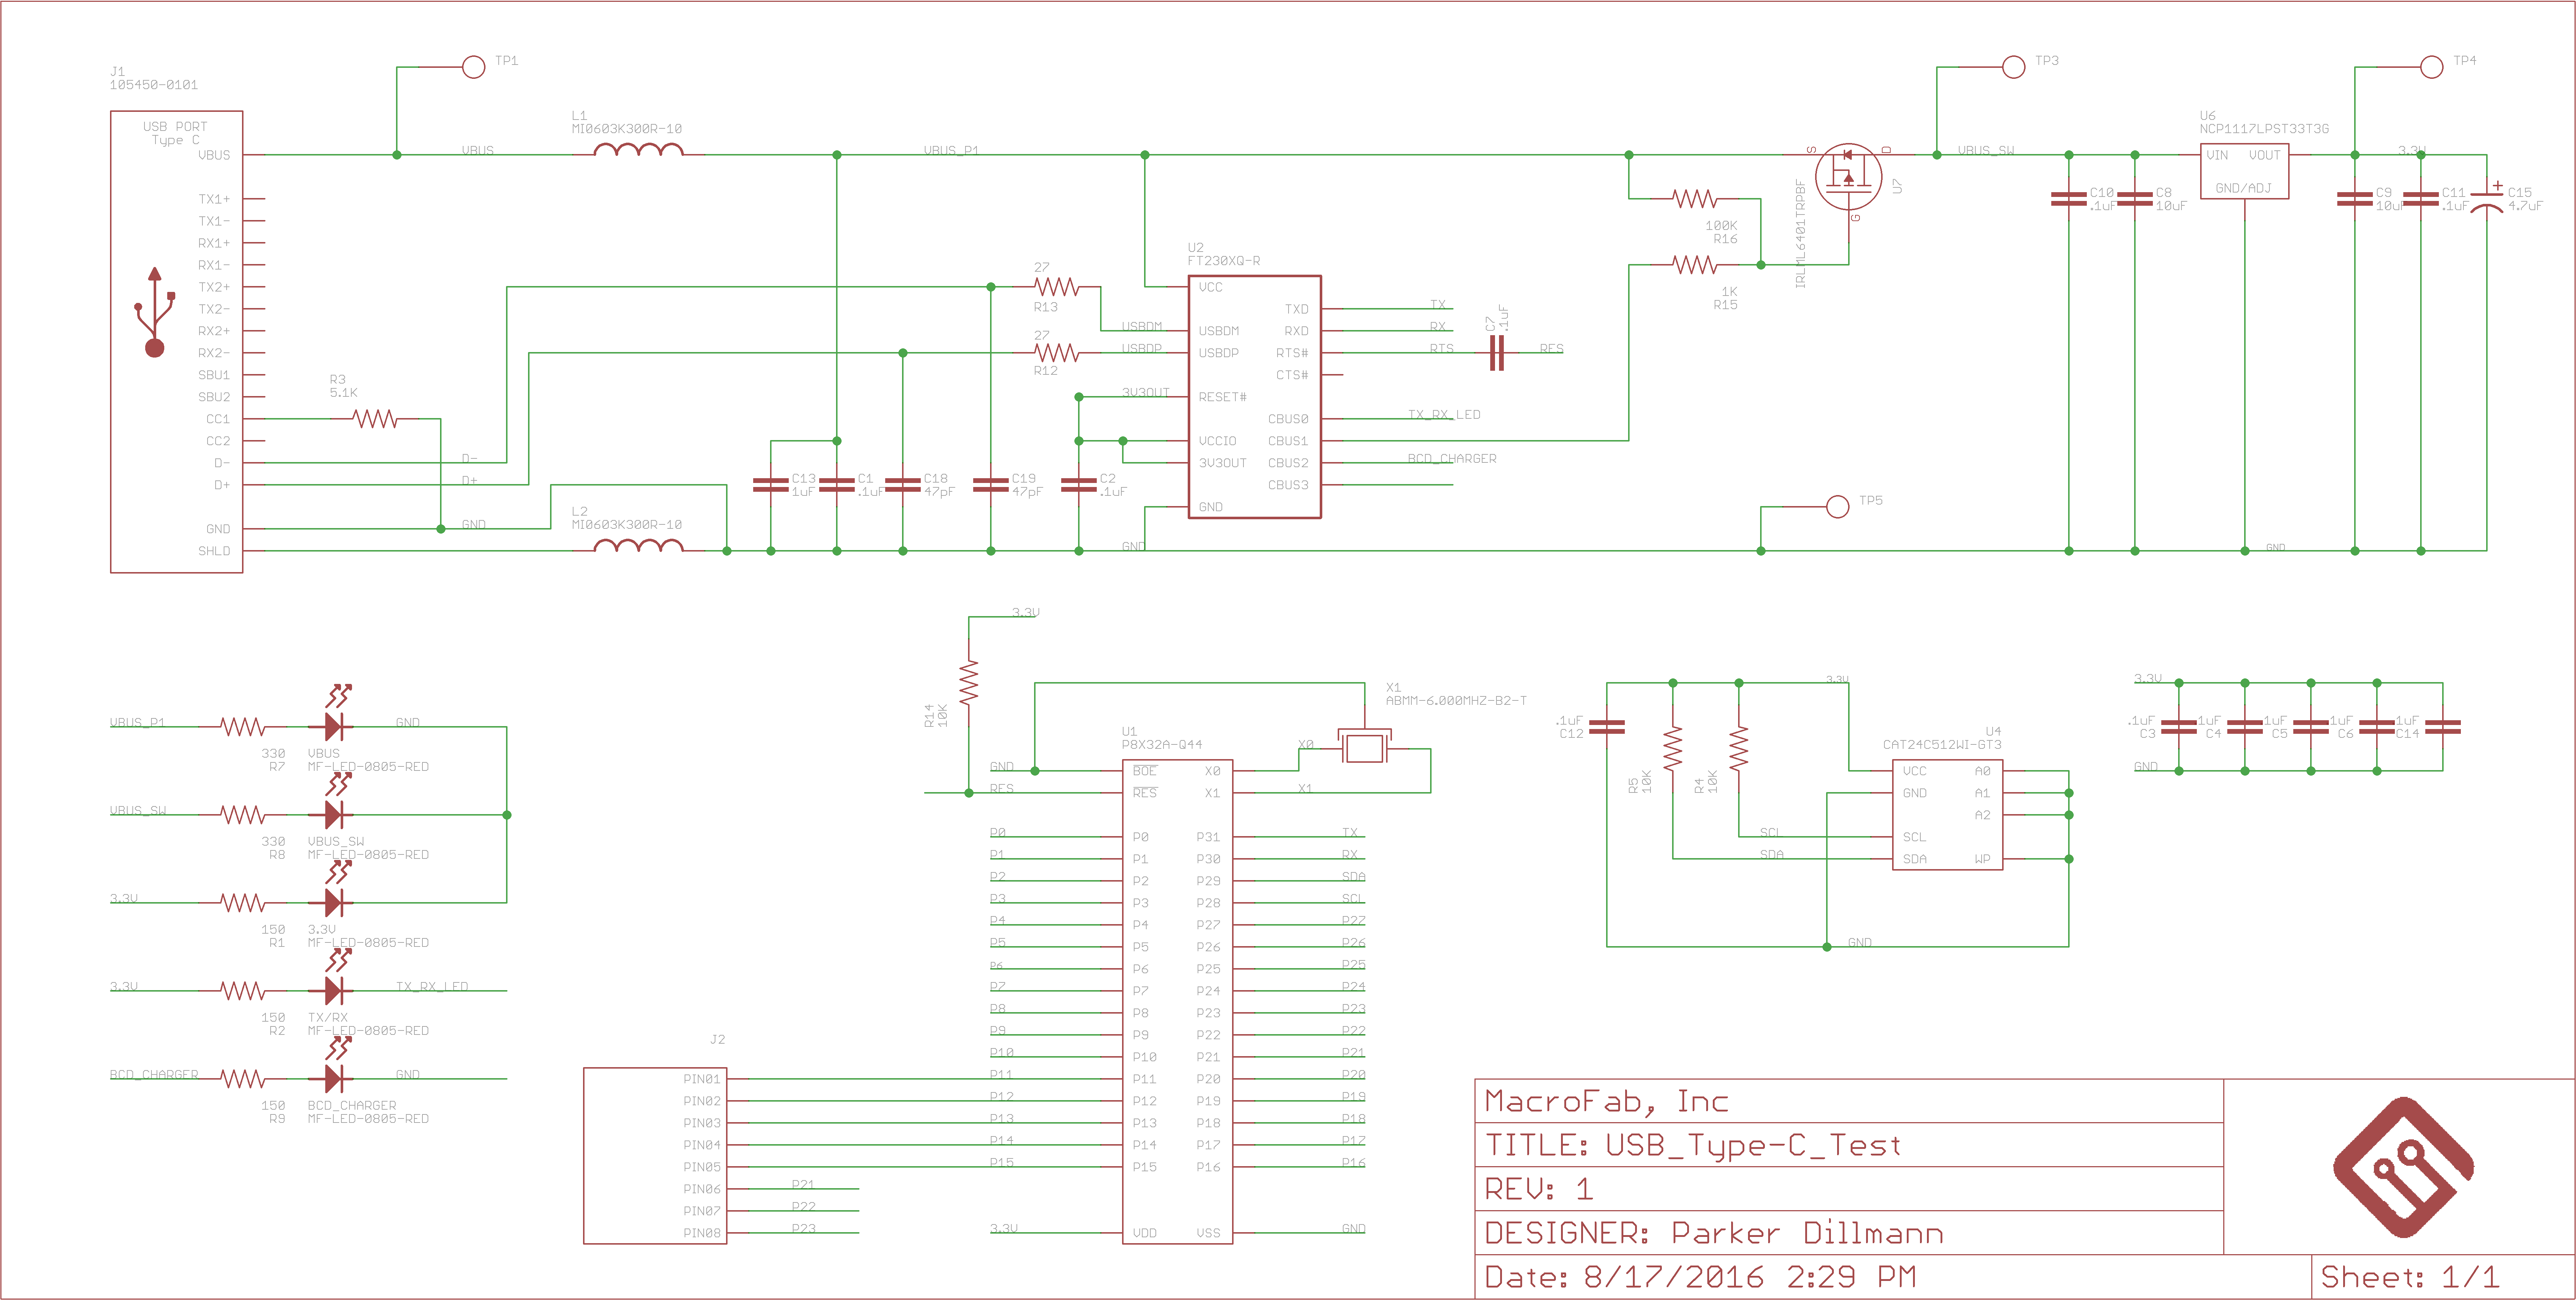 TP1
TP3
TP4
J1
105450-0101
USB PORT
Type C
VBUS
TX1+
TX1-
RX1+
RX1-
TX2+
TX2-
RX2+
RX2-
SBU1
SBU2
CC1
CC2
D-
D+
GND
SHLD
VBUS
L1
MI0603K300R-10
VBUS_P1
R3
5.1K
D-
D+
GND
L2
MI0603K300R-10
C13
1uF
C1
.1uF
C18
47pF
C19
47pF
C2
.1uF
27
R13
27
R12
USBDM
USBDP
3V3OUT
GND
U2
FT230XQ-R
VCC
USBDM
USBDP
RESET#
VCCIO
3V3OUT
GND
TXD
RXD
RTS#
CTS#
CBUS0
CBUS1
CBUS2
CBUS3
TX
RX
RTS
C7
.1uF
RES
TX_RX_LED
BCD_CHARGER
100K
R16
1K
R15
S
D
G
U7
IRLML6401TRPBF
TP5
VBUS_SW
C10
.1uF
C8
10uF
U6
NCP1117LPST33T3G
VIN
VOUT
GND/ADJ
GND
3.3V
C9
10uF
C11
.1uF
+
C15
4.7uF
VBUS_P1
GND
330
R7
VBUS
MF-LED-0805-RED
VBUS_SW
330
R8
VBUS_SW
MF-LED-0805-RED
3.3V
150
R1
3.3V
MF-LED-0805-RED
3.3V
TX_RX_LED
150
R2
TX/RX
MF-LED-0805-RED
BCD_CHARGER
GND
150
R9
BCD_CHARGER
MF-LED-0805-RED
J2
PIN01
PIN02
PIN03
PIN04
PIN05
PIN06
PIN07
PIN08
P21
P22
P23
3.3V
R14
10K
GND
RES
P0
P1
P2
P3
P4
P5
P6
P7
P8
P9
P10
P11
P12
P13
P14
P15
3.3V
U1
P8X32A-Q44
BOE
RES
P0
P1
P2
P3
P4
P5
P6
P7
P8
P9
P10
P11
P12
P13
P14
P15
VDD
X0
X1
P31
P30
P29
P28
P27
P26
P25
P24
P23
P22
P21
P20
P19
P18
P17
P16
VSS
X0
X1
X1
ABMM-6.000MHZ-B2-T
TX
RX
SDA
SCL
P27
P26
P25
P24
P23
P22
P21
P20
P19
P18
P17
P16
GND
.1uF
C12
R5
10K
R4
10K
3.3V
SCL
SDA
GND
U4
CAT24C512WI-GT3
VCC
GND
SCL
SDA
A0
A1
A2
WP
3.3V
GND
.1uF
C3
1uF
C4
1uF
C5
1uF
C6
1uF
C14
MacroFab, Inc
TITLE: USB_Type-C_Test
REV: 1
DESIGNER: Parker Dillmann
Date: 8/17/2016 2:29 PM
Sheet: 1/1